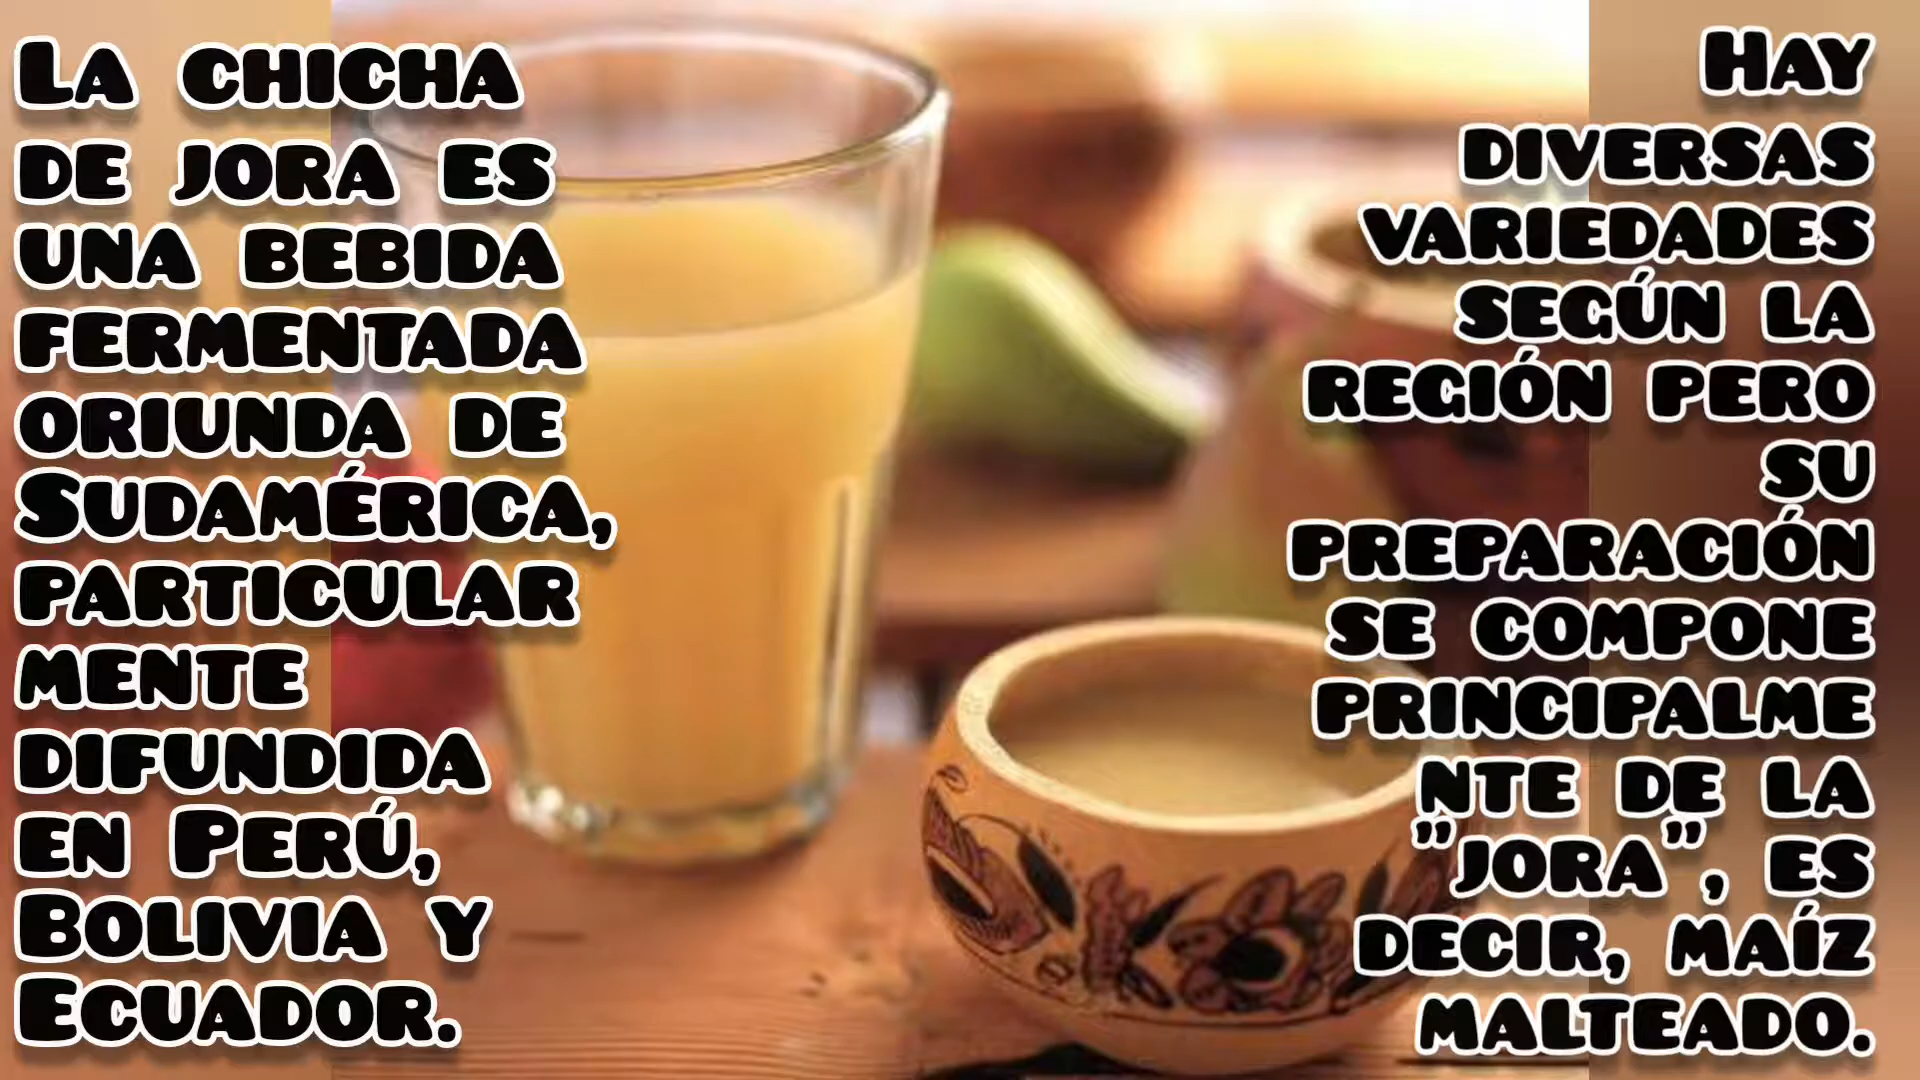 La chicha
de jora es
una bebida
fermentada
oriunda de
Sudamérica,
particular
mente
difundida
en Perú,
Bolivia y
Ecuador.
Hay
diversas
variedades
según la
región pero
su
preparación
se compone
principalme
nte de la
"jora", es
decir, maíz
malteado.